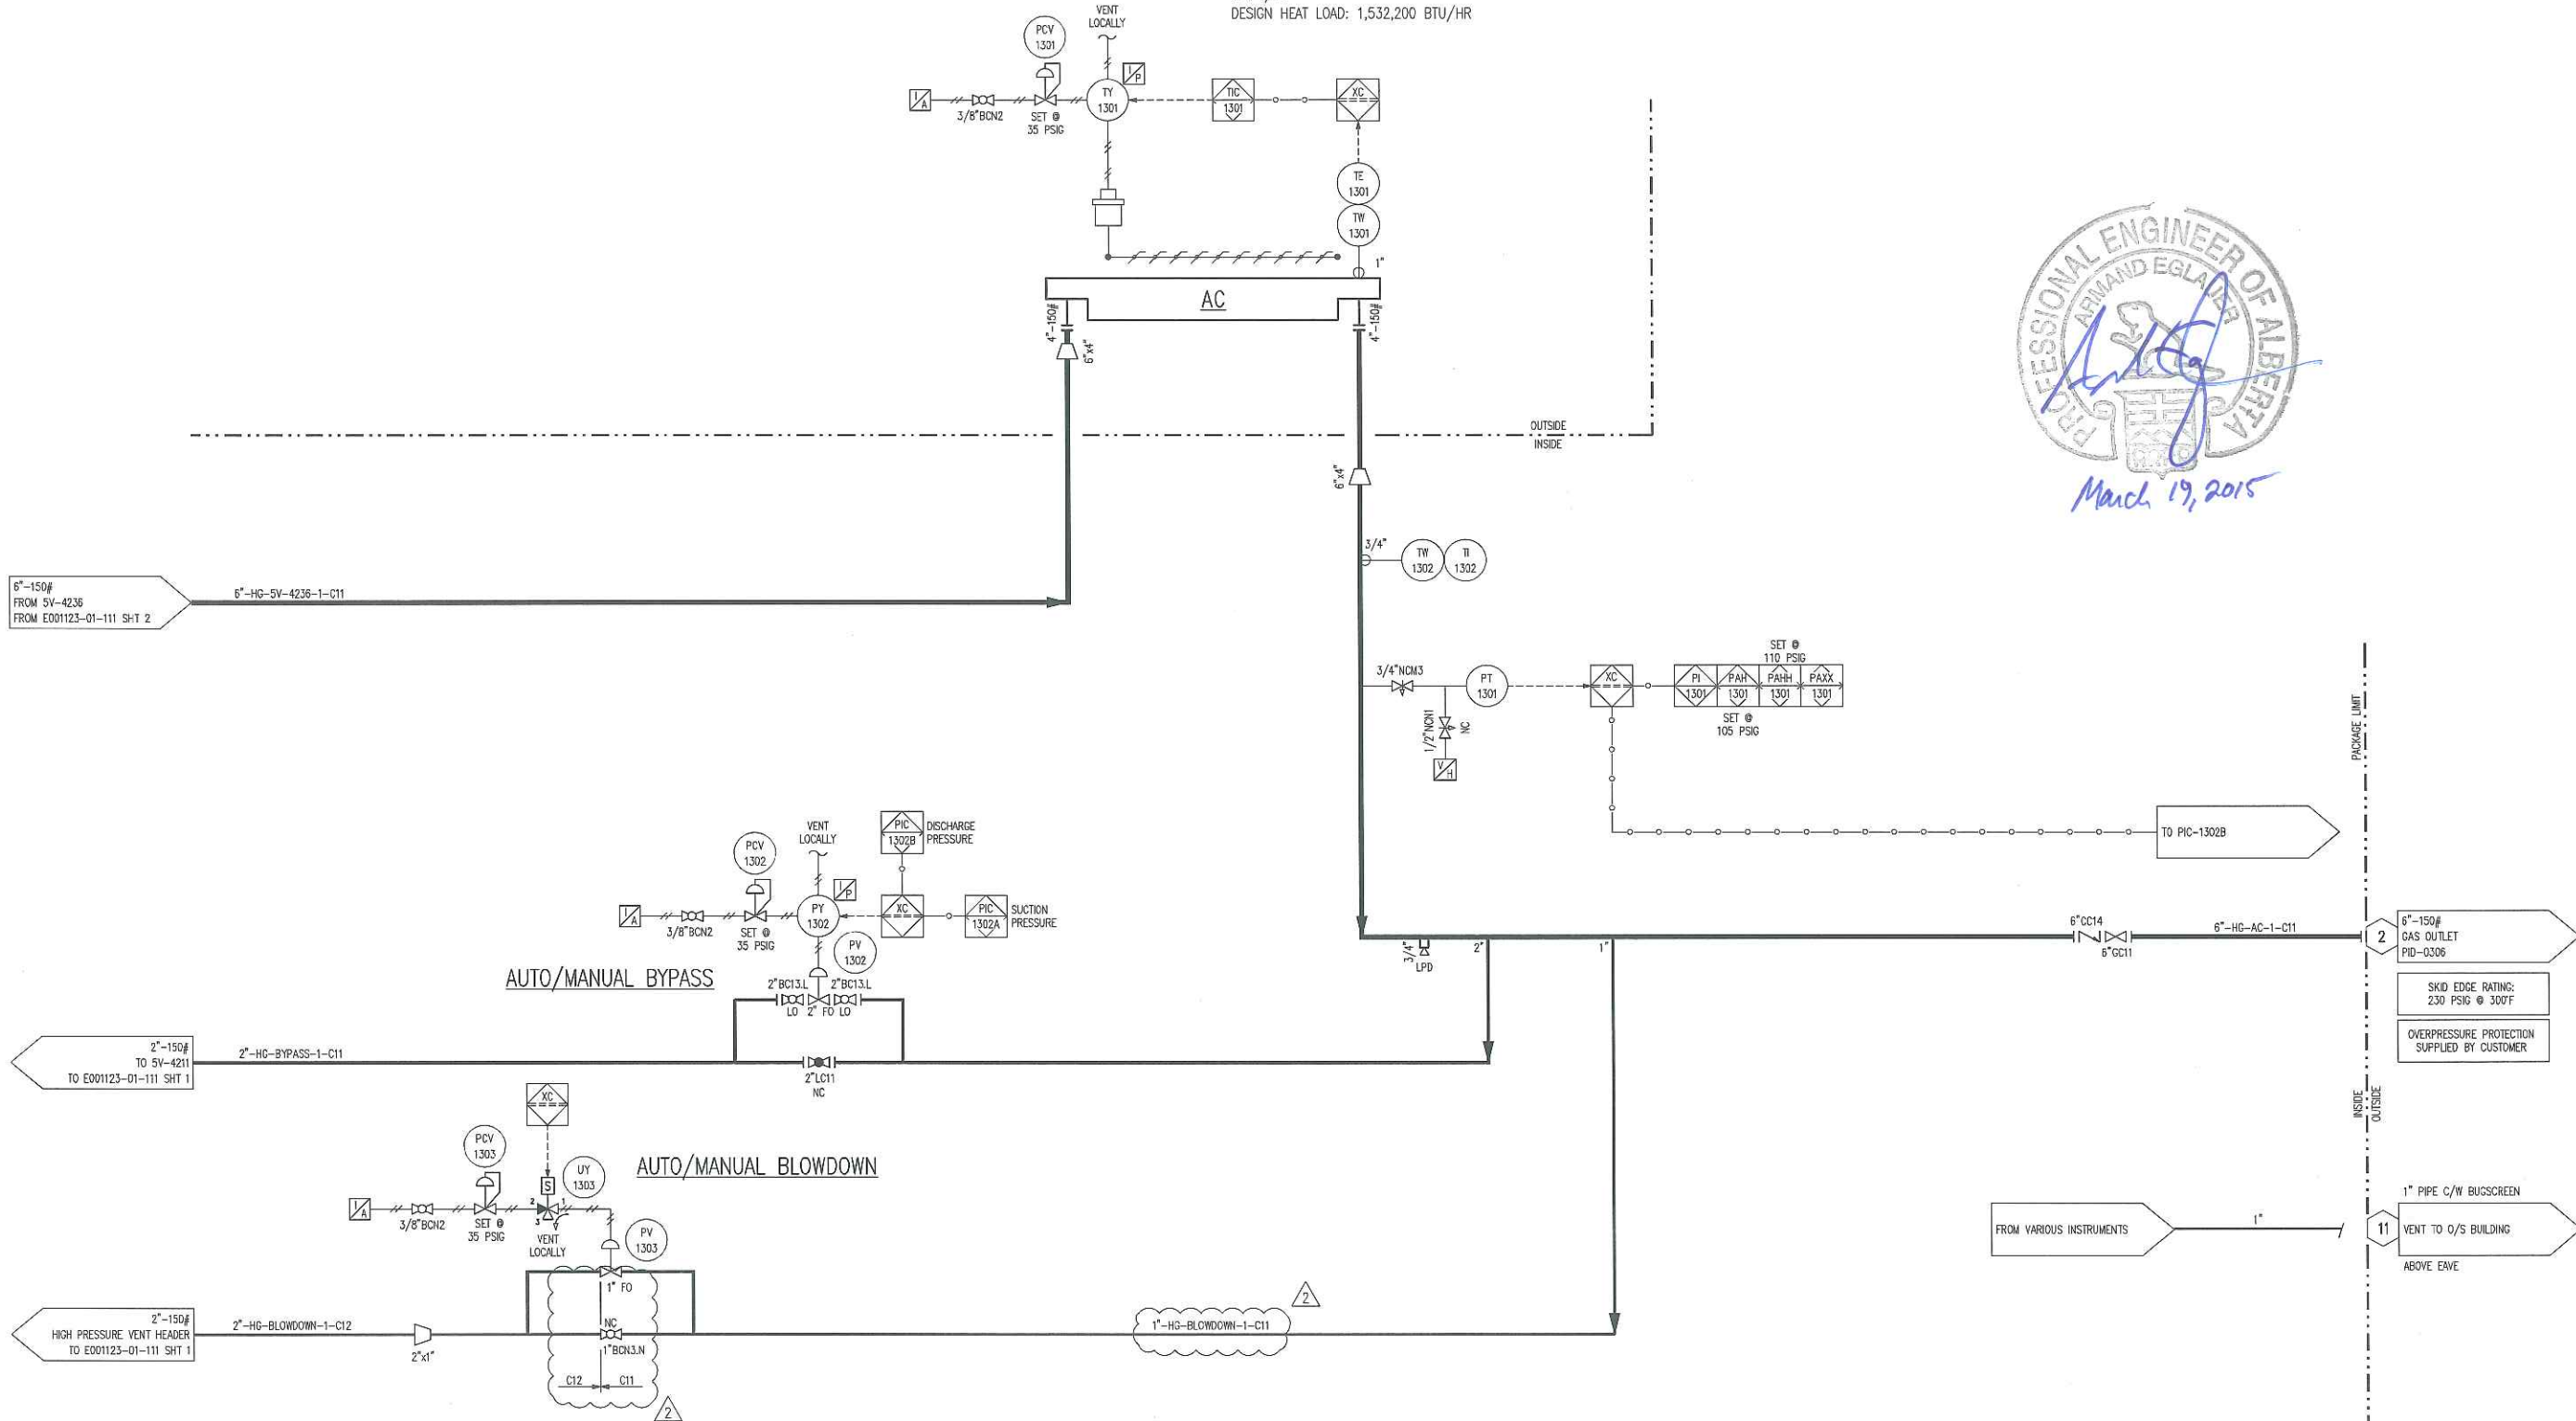 DESIGN HEAT LOAD: 1,532,200 BTU/HR
VENT
LOCALLY
PCV
1301
I/P
I/A
3/8"BCN2
SET @
35 PSIG
TY
1301
TIC
1301
XC
TE
1301
TW
1301
1"
AC
4"-150#
6"x4"
4"-150#
OUTSIDE
INSIDE
6"x4"
PROFESSIONAL ENGINEER OF ALBERTA
ARMAND EGLAUER
March 19, 2015
3/4"
TW
1302
TI
1302
6"-150#
FROM 5V-4236
FROM E001123-01-111 SHT 2
6"-HG-5V-4236-1-C11
3/4"NCM3
PT
1301
XC
SET @
110 PSIG
PI
1301
PAH
1301
PAHH
1301
PAXX
1301
SET @
105 PSIG
1/2"NCN1
NC
V/H
PACKAGE LIMIT
TO PIC-1302B
VENT
LOCALLY
PIC
1302B
DISCHARGE
PRESSURE
PCV
1302
I/P
I/A
3/8"BCN2
SET @
35 PSIG
PY
1302
XC
PIC
1302A
SUCTION
PRESSURE
PV
1302
AUTO/MANUAL BYPASS
2"BC13.L
2"BC13.L
LO 2" FO LO
3/4"
LPD
2"
1"
6"CC14
6"GC11
6"-HG-AC-1-C11
2
6"-150#
GAS OUTLET
PID-0306
SKID EDGE RATING:
230 PSIG @ 300°F
OVERPRESSURE PROTECTION
SUPPLIED BY CUSTOMER
2"-150#
TO 5V-4211
TO E001123-01-111 SHT 1
2"-HG-BYPASS-1-C11
2"LC11
NC
INSIDE
OUTSIDE
XC
PCV
1303
S
UY
1303
AUTO/MANUAL BLOWDOWN
I/A
3/8"BCN2
SET @
35 PSIG
2
1
3
VENT
LOCALLY
PV
1303
1" FO
FROM VARIOUS INSTRUMENTS
1"
1" PIPE C/W BUGSCREEN
11
VENT TO O/S BUILDING
ABOVE EAVE
2"-150#
HIGH PRESSURE VENT HEADER
TO E001123-01-111 SHT 1
2"-HG-BLOWDOWN-1-C12
2"x1"
NC
1"BCN3.N
C12
C11
2
1"-HG-BLOWDOWN-1-C11
2